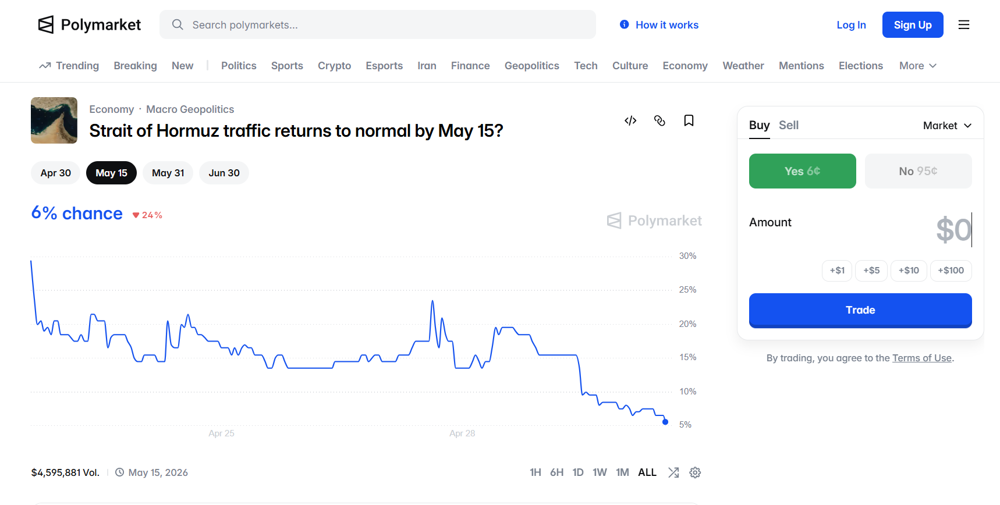 Polymarket
Search polymarkets...
How it works
Log In
Sign Up
Trending
Breaking
New
Politics
Sports
Crypto
Esports
Iran
Finance
Geopolitics
Tech
Culture
Economy
Weather
Mentions
Elections
More
Economy · Macro Geopolitics
Strait of Hormuz traffic returns to normal by May 15?
Apr 30
May 15
May 31
Jun 30
6% chance
24%
Polymarket
30%
25%
20%
15%
10%
5%
Apr 25
Apr 28
$4,595,881 Vol.
May 15, 2026
1H
6H
1D
1W
1M
ALL
Buy
Sell
Market
Yes 6¢
No 95¢
Amount
$0
+$1
+$5
+$10
+$100
Trade
By trading, you agree to the Terms of Use.